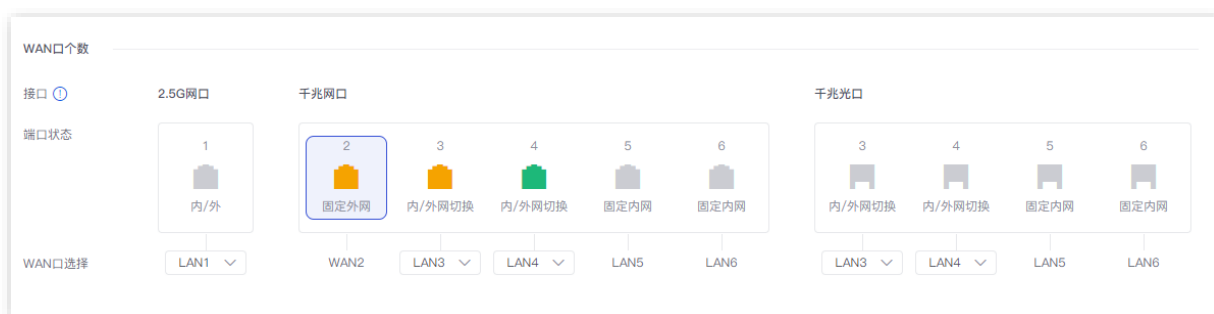 WAN口个数
接口 2.5G网口 千兆网口 千兆光口
端口状态
1 2 3 4 5 6 3 4 5 6
内/外 固定外网 内/外网切换 内/外网切换 固定内网 固定内网 内/外网切换 内/外网切换 固定内网 固定内网
WAN口选择 LAN1 WAN2 LAN3 LAN4 LAN5 LAN6 LAN3 LAN4 LAN5 LAN6